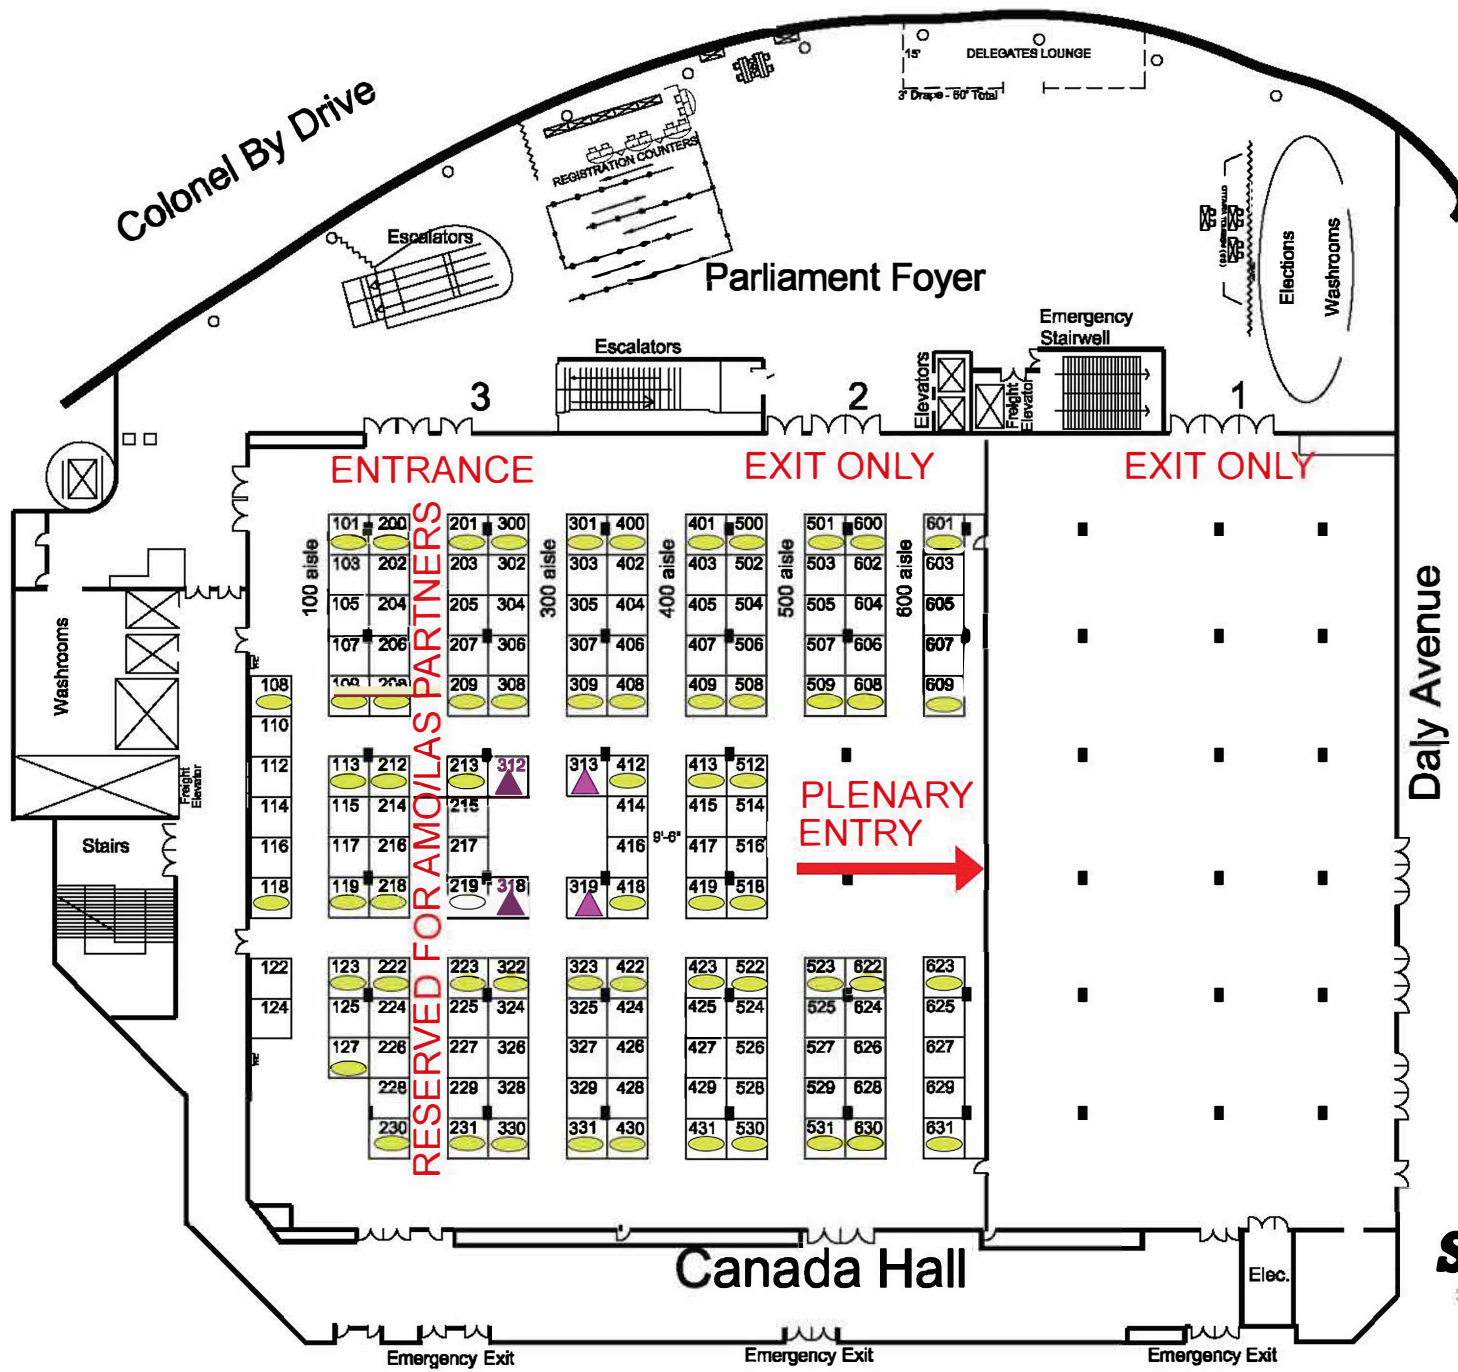 DELEGATES LOUNGE
15'
3' Drape - 60' Total
Colonel By Drive
REGISTRATION COUNTERS
Escalators
Parliament Foyer
Elections
Washrooms
Emergency
Stairwell
Escalators
Elevators
Freight
Elevator
3
2
1
ENTRANCE
EXIT ONLY
EXIT ONLY
101 200 201 300 301 400 401 500 501 600 601
100 aisle
300 aisle
400 aisle
500 aisle
600 aisle
RESERVED FOR AMO/LAS PARTNERS
103 202 203 302 303 402 403 502 503 602 603
105 204 205 304 305 404 405 504 505 604 605
107 206 207 306 307 406 407 506 507 606 607
108 109 208 209 308 309 408 409 508 509 608 609
110
112 113 212 213 312 313 412 413 512
114 115 214 215 414 415 514
116 117 216 217 416 9'-6" 417 516
118 119 218 219 318 319 418 419 518
PLENARY
ENTRY
Washrooms
Freight
Elevator
Stairs
Daly Avenue
122 123 222 223 322 323 422 423 522 523 622 623
124 125 224 225 324 325 424 425 524 525 624 625
127 226 227 326 327 426 427 526 527 626 627
228 229 328 329 428 429 528 529 628 629
230 231 330 331 430 431 530 531 630 631
Canada Hall
Elec.
Emergency Exit
Emergency Exit
Emergency Exit